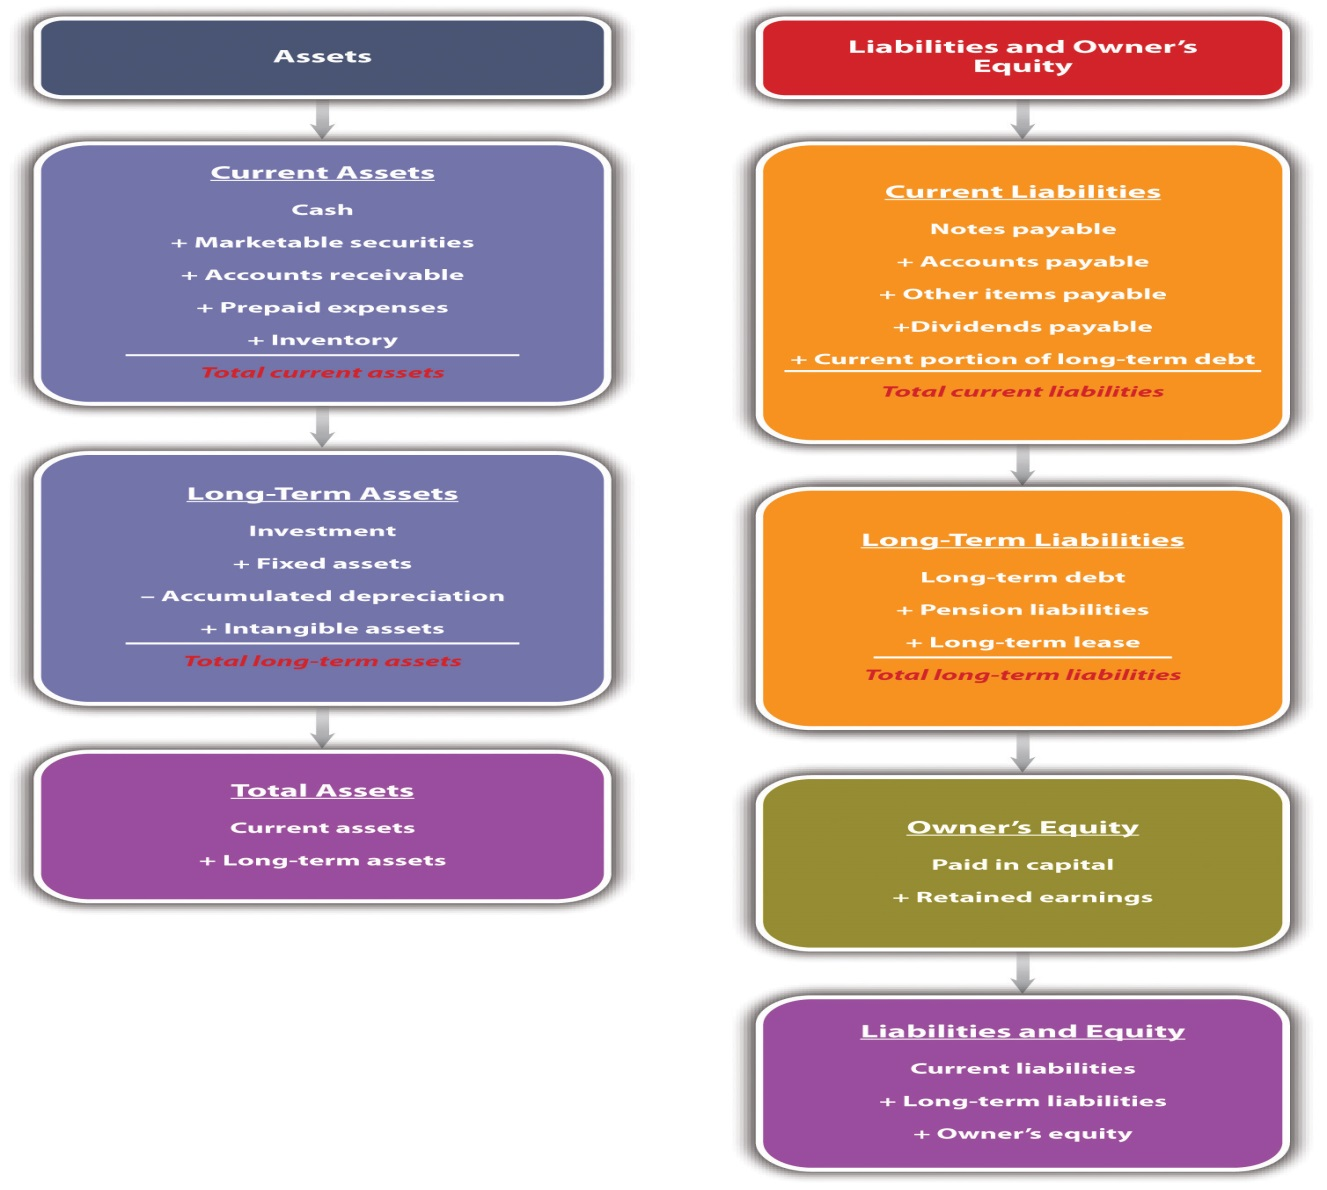 Assets
Current Assets
Cash
+ Marketable securities
+ Accounts receivable
+ Prepaid expenses
+ Inventory
Total current assets
Long-Term Assets
Investment
+ Fixed assets
– Accumulated depreciation
+ Intangible assets
Total long-term assets
Total Assets
Current assets
+ Long-term assets
Liabilities and Owner’s
Equity
Current Liabilities
Notes payable
+ Accounts payable
+ Other items payable
+Dividends payable
+ Current portion of long-term debt
Total current liabilities
Long-Term Liabilities
Long-term debt
+ Pension liabilities
+ Long-term lease
Total long-term liabilities
Owner’s Equity
Paid in capital
+ Retained earnings
Liabilities and Equity
Current liabilities
+ Long-term liabilities
+ Owner’s equity